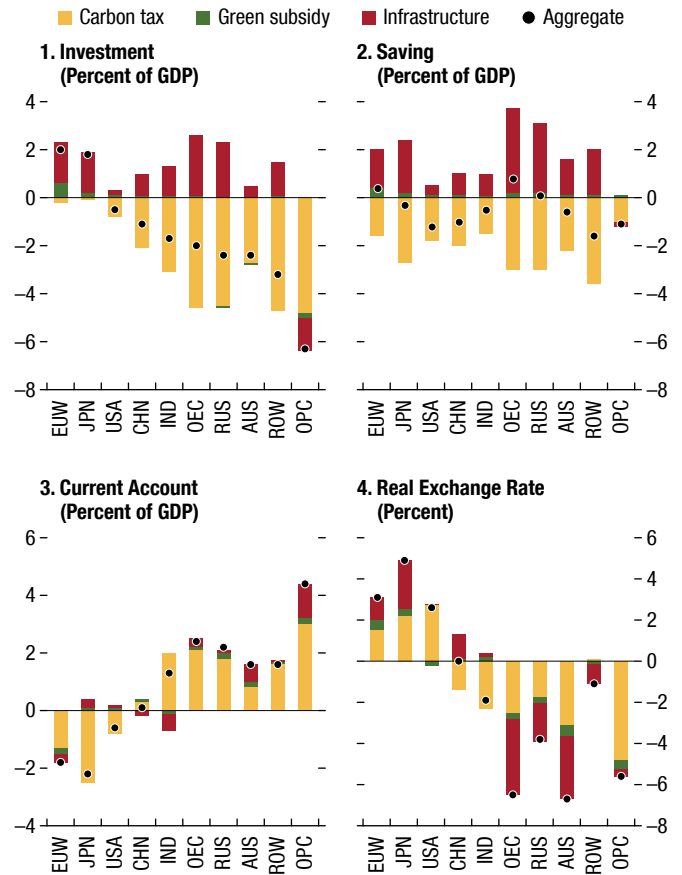 Carbon tax Green subsidy Infrastructure Aggregate
1. Investment
(Percent of GDP)
4
2
0
–2
–4
–6
–8
EUW JPN USA CHN IND OEC RUS AUS ROW OPC
2. Saving
(Percent of GDP)
4
2
0
–2
–4
–6
–8
EUW JPN USA CHN IND OEC RUS AUS ROW OPC
3. Current Account
(Percent of GDP)
6
4
2
0
–2
–4
EUW JPN USA CHN IND OEC RUS AUS ROW OPC
4. Real Exchange Rate
(Percent)
6
4
2
0
–2
–4
–6
–8
EUW JPN USA CHN IND OEC RUS AUS ROW OPC